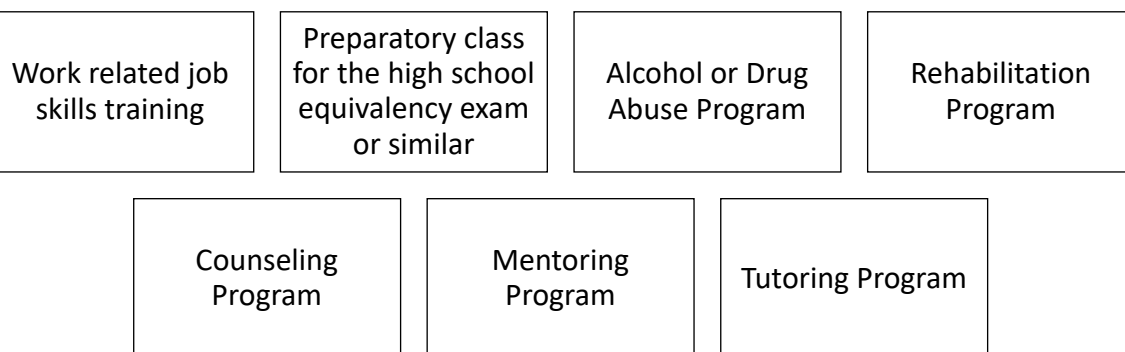 Work related job
skills training
Preparatory class
for the high school
equivalency exam
or similar
Alcohol or Drug
Abuse Program
Rehabilitation
Program
Counseling
Program
Mentoring
Program
Tutoring Program